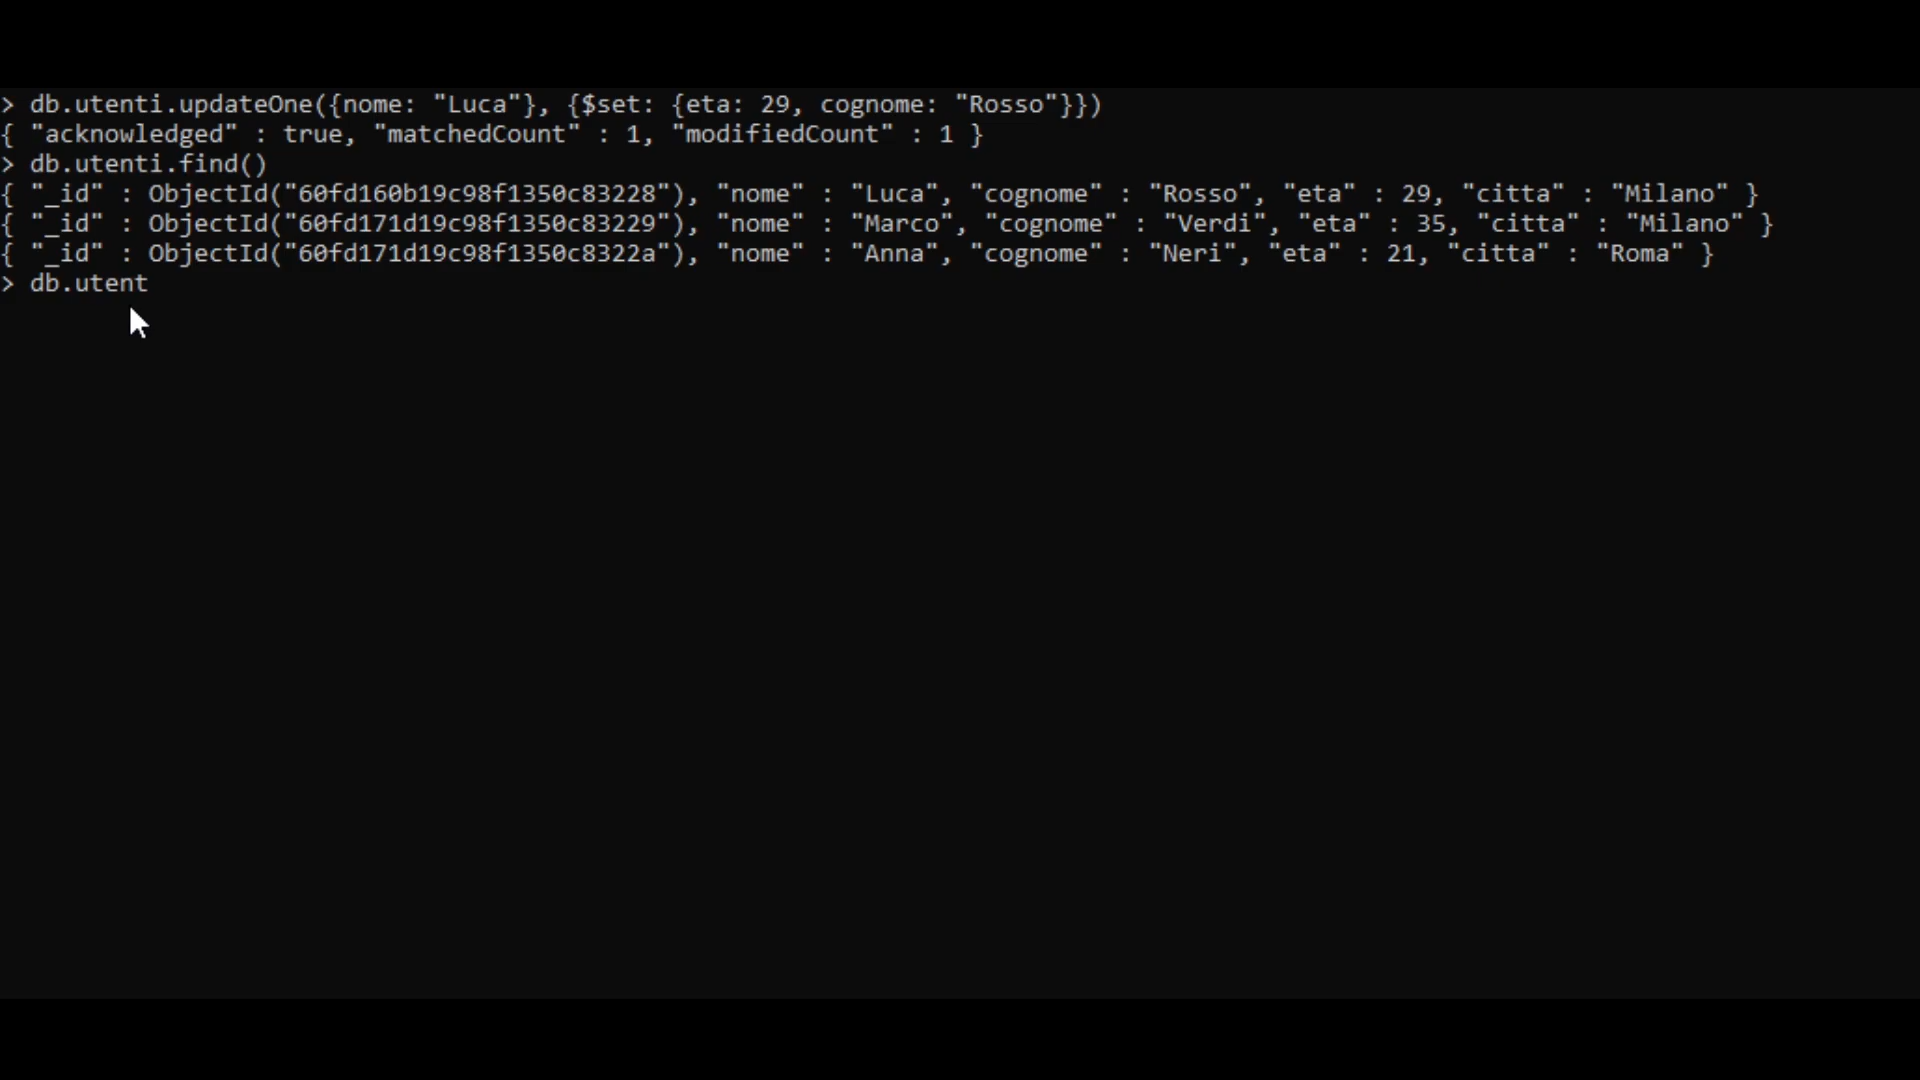 > db.utenti.updateOne({nome: "Luca"}, {$set: {eta: 29, cognome: "Rosso"}})
{ "acknowledged" : true, "matchedCount" : 1, "modifiedCount" : 1 }
> db.utenti.find()
{ "_id" : ObjectId("60fd160b19c98f1350c83228"), "nome" : "Luca", "cognome" : "Rosso", "eta" : 29, "citta" : "Milano" }
{ "_id" : ObjectId("60fd171d19c98f1350c83229"), "nome" : "Marco", "cognome" : "Verdi", "eta" : 35, "citta" : "Milano" }
{ "_id" : ObjectId("60fd171d19c98f1350c8322a"), "nome" : "Anna", "cognome" : "Neri", "eta" : 21, "citta" : "Roma" }
> db.utent